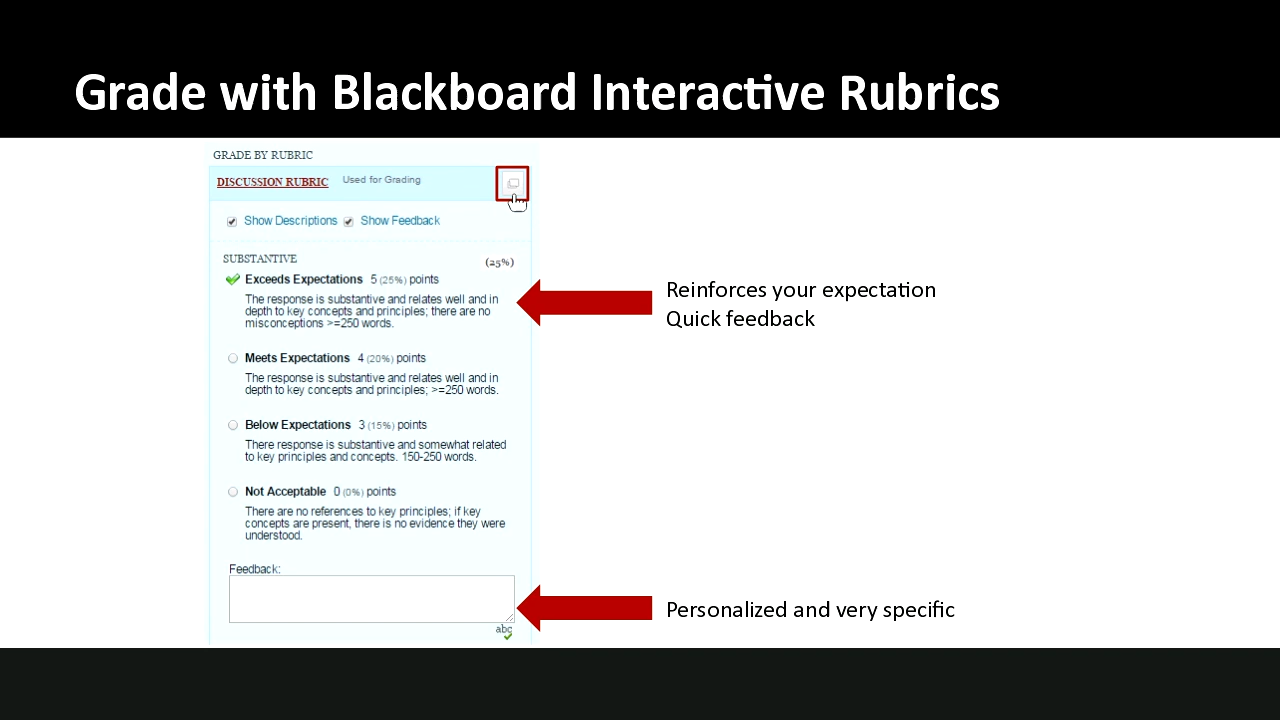 Grade with Blackboard Interactive Rubrics
GRADE BY RUBRIC
DISCUSSION RUBRIC Used for Grading
Show Descriptions Show Feedback
SUBSTANTIVE (25%)
Exceeds Expectations 5 (25%) points
The response is substantive and relates well and in
depth to key concepts and principles; there are no
misconceptions >=250 words.
Reinforces your expectation
Quick feedback
Meets Expectations 4 (20%) points
The response is substantive and relates well and in
depth to key concepts and principles; >=250 words.
Below Expectations 3 (15%) points
There response is substantive and somewhat related
to key principles and concepts. 150-250 words.
Not Acceptable 0 (0%) points
There are no references to key principles; if key
concepts are present, there is no evidence they were
understood.
Feedback:
Personalized and very specific
abc